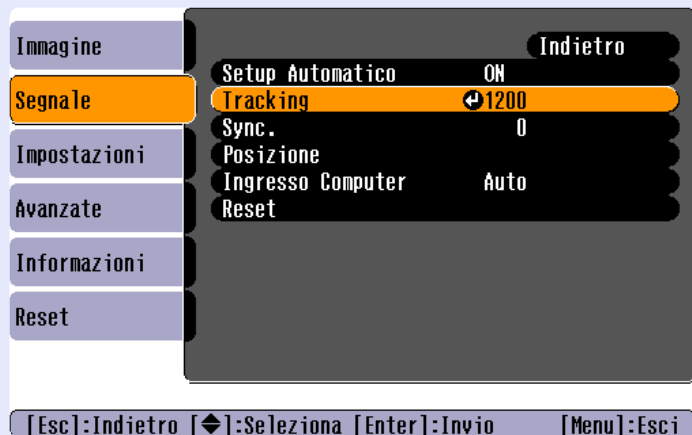 Immagine
Segnale
Impostazioni
Avanzate
Informazioni
Reset
Indietro
Setup Automatico ON
Tracking 1200
Sync. 0
Posizione
Ingresso Computer Auto
Reset
[Esc]:Indietro [◆]:Seleziona [Enter]:Invio [Menu]:Esci